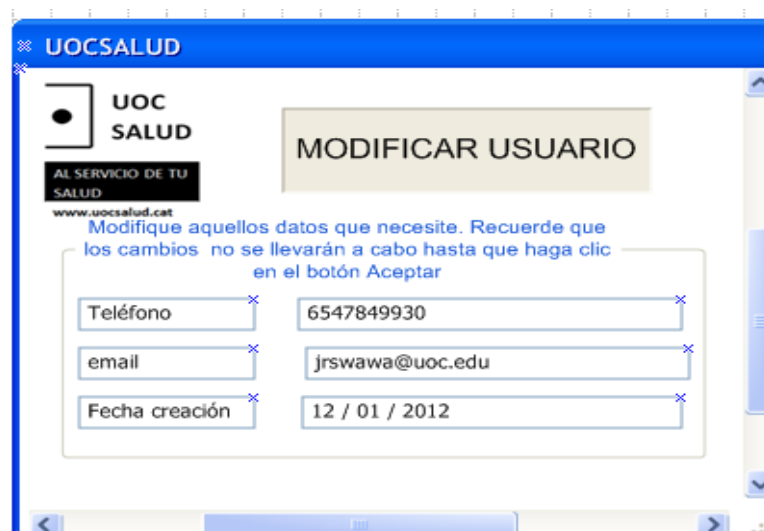 UOCSALUD
UOC
SALUD
AL SERVICIO DE TU
SALUD
www.uocsalud.cat
MODIFICAR USUARIO
Modifique aquellos datos que necesite. Recuerde que
los cambios no se llevarán a cabo hasta que haga clic
en el botón Aceptar
Teléfono 6547849930
email jrswawa@uoc.edu
Fecha creación 12 / 01 / 2012